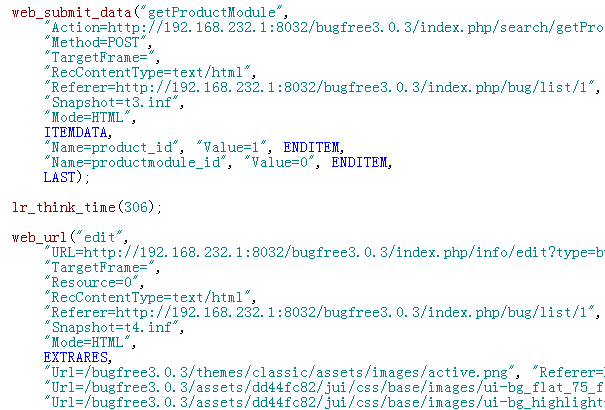 web_submit_data("getProductModule",
"Action=http://192.168.232.1:8032/bugfree3.0.3/index.php/search/getPro
"Method=POST",
"TargetFrame=",
"RecContentType=text/html",
"Referer=http://192.168.232.1:8032/bugfree3.0.3/index.php/bug/list/1",
"Snapshot=t3.inf",
"Mode=HTML",
ITEMDATA,
"Name=product_id", "Value=1", ENDITEM,
"Name=productmodule_id", "Value=0", ENDITEM,
LAST);
lr_think_time(306);
web_url("edit",
"URL=http://192.168.232.1:8032/bugfree3.0.3/index.php/info/edit?type=b
"TargetFrame=",
"Resource=0",
"RecContentType=text/html",
"Referer=http://192.168.232.1:8032/bugfree3.0.3/index.php/bug/list/1",
"Snapshot=t4.inf",
"Mode=HTML",
EXTRARES,
"Url=/bugfree3.0.3/themes/classic/assets/images/active.png", "Referer=
"Url=/bugfree3.0.3/assets/dd44fc82/jui/css/base/images/ui-bg_flat_75_f
"Url=/bugfree3.0.3/assets/dd44fc82/jui/css/base/images/ui-bg_highlight